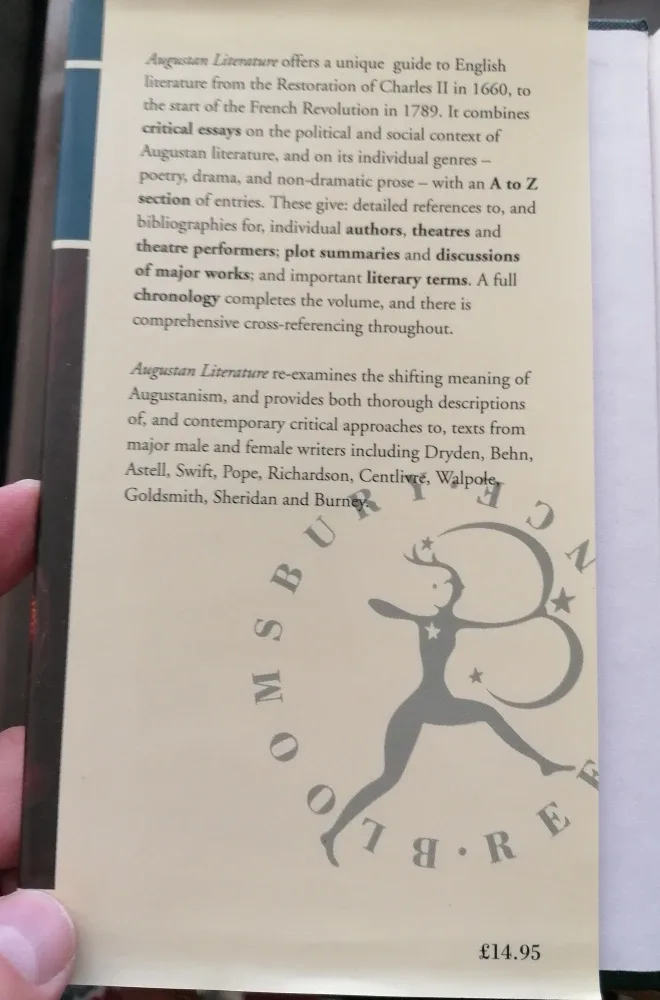 Augustan Literature offers a unique guide to English
literature from the Restoration of Charles II in 1660, to
the start of the French Revolution in 1789. It combines
critical essays on the political and social context of
Augustan literature, and on its individual genres –
poetry, drama, and non-dramatic prose – with an A to Z
section of entries. These give: detailed references to, and
bibliographies for, individual authors, theatres and
theatre performers; plot summaries and discussions
of major works; and important literary terms. A full
chronology completes the volume, and there is
comprehensive cross-referencing throughout.
Augustan Literature re-examines the shifting meaning of
Augustanism, and provides both thorough descriptions
of, and contemporary critical approaches to, texts from
major male and female writers including Dryden, Behn,
Astell, Swift, Pope, Richardson, Centlivre, Walpole,
Goldsmith, Sheridan and Burney.
BLOOMSBURY
£14.95